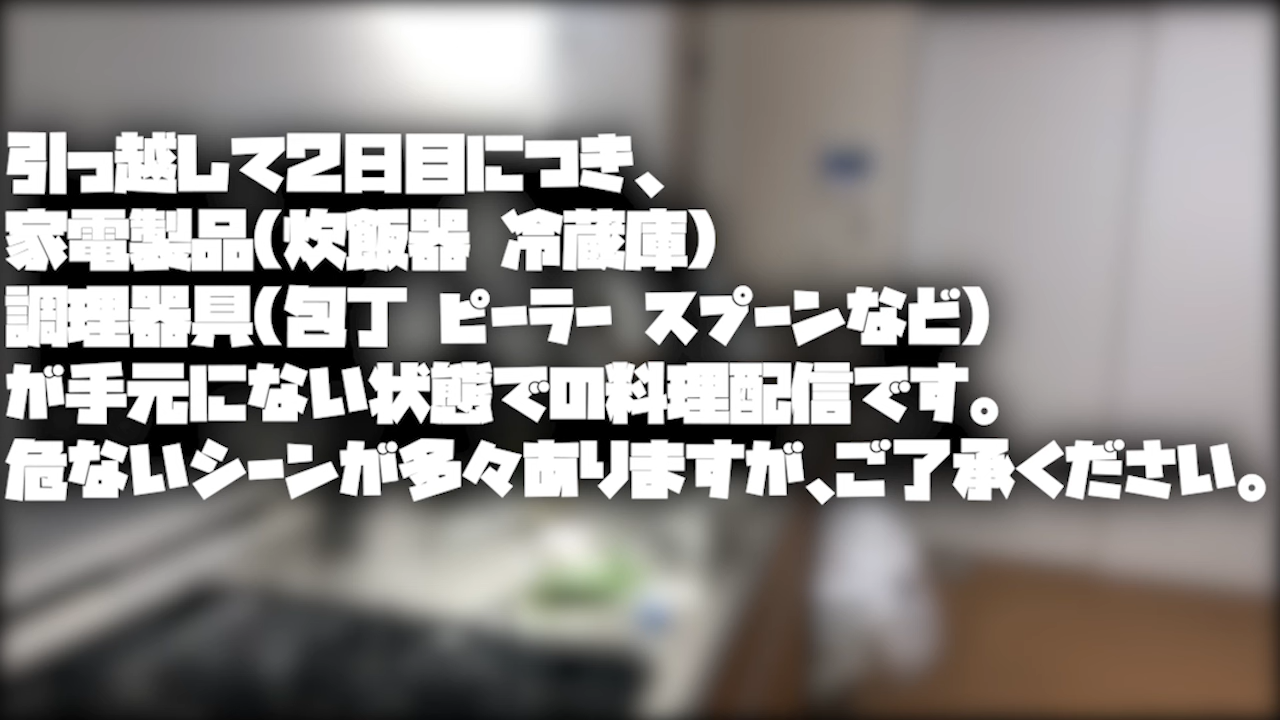 引っ越して2日目につき、
家電製品(炊飯器 冷蔵庫)
調理器具(包丁 ピーラー スプーンなど)
が手元にない状態での料理配信です。
危ないシーンが多々ありますが、ご了承ください。